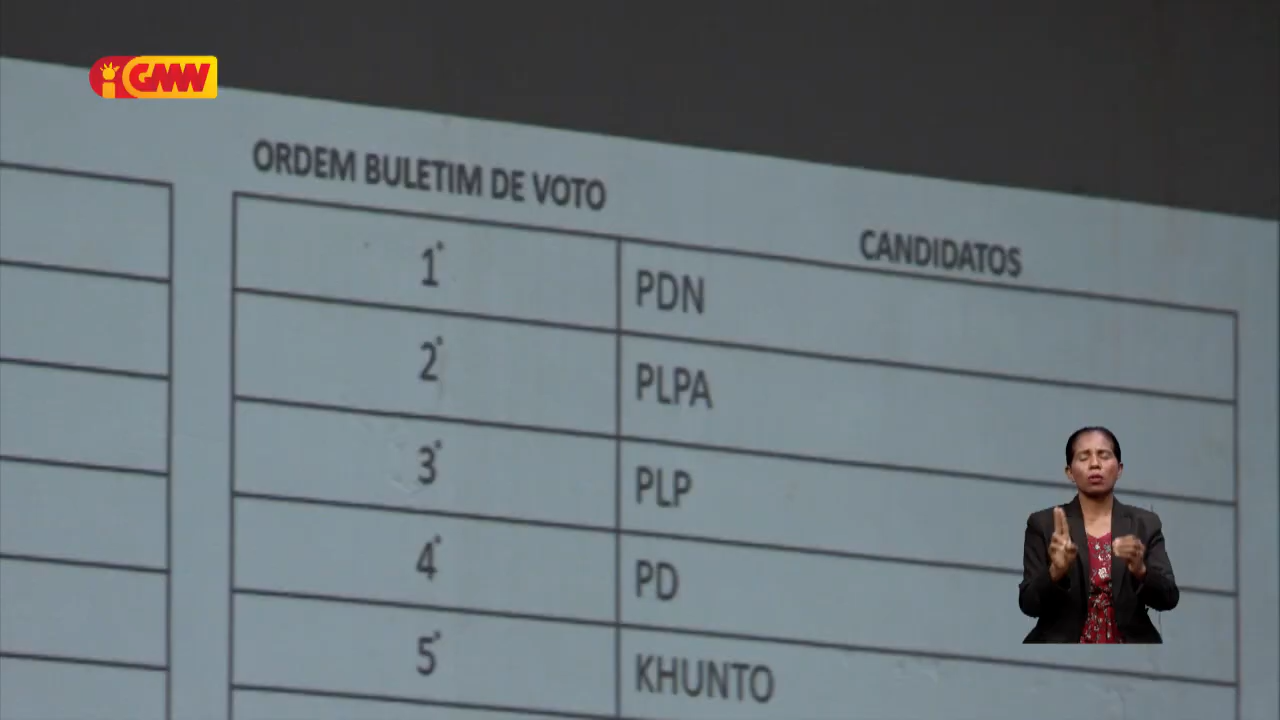 GMN
ORDEM BULETIM DE VOTO
CANDIDATOS
1° PDN
2° PLPA
3° PLP
4° PD
5° KHUNTO